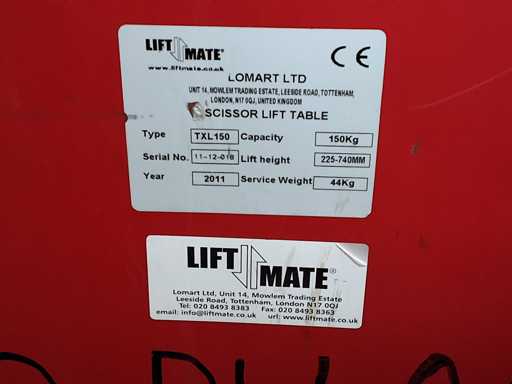 LIFT MATE®
www.liftmate.co.uk
CE
LOMART LTD
UNIT 14, MOWLEM TRADING ESTATE, LEESIDE ROAD, TOTTENHAM,
LONDON, N17 0QJ, UNITED KINGDOM
SCISSOR LIFT TABLE
Type TXL150 Capacity 150Kg
Serial No. 11-12-018 Lift height 225-740MM
Year 2011 Service Weight 44Kg
LIFT MATE®
Lomart Ltd, Unit 14, Mowlem Trading Estate
Leeside Road, Tottenham, London N17 0QJ
Tel: 020 8493 8383 Fax: 020 8493 8363
email: info@liftmate.co.uk url: www.liftmate.co.uk